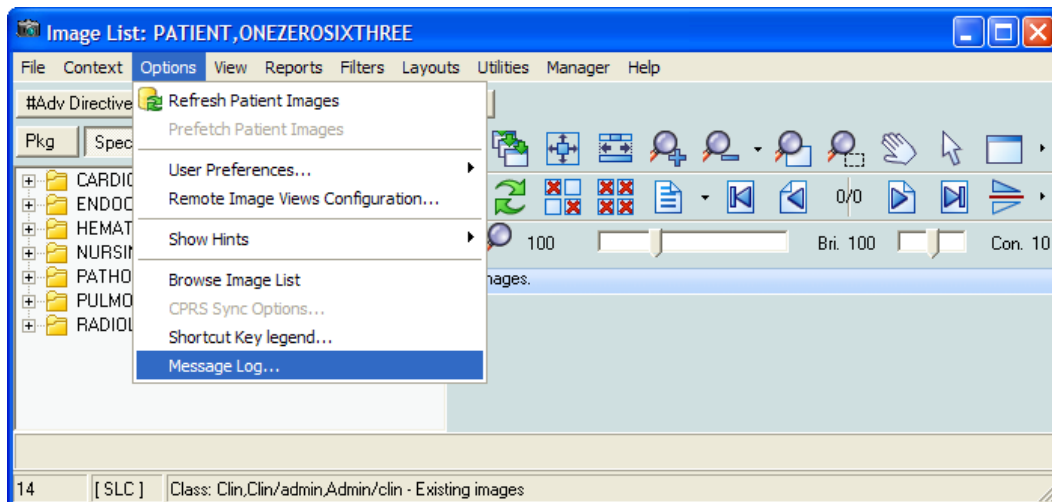 Image List: PATIENT,ONEZEROSIXTHREE
File Context Options View Reports Filters Layouts Utilities Manager Help
#Adv Directive
Refresh Patient Images
Pkg Spec
Prefetch Patient Images
User Preferences...
Remote Image Views Configuration...
Show Hints
Browse Image List
CPRS Sync Options...
Shortcut Key legend...
Message Log...
CARDIO
ENDOC
HEMAT
NURSIN
PATHO
PULMO
RADIOL
0/0
100 Bri. 100 Con. 10
mages.
14 [ SLC ] Class: Clin,Clin/admin,Admin/clin - Existing images